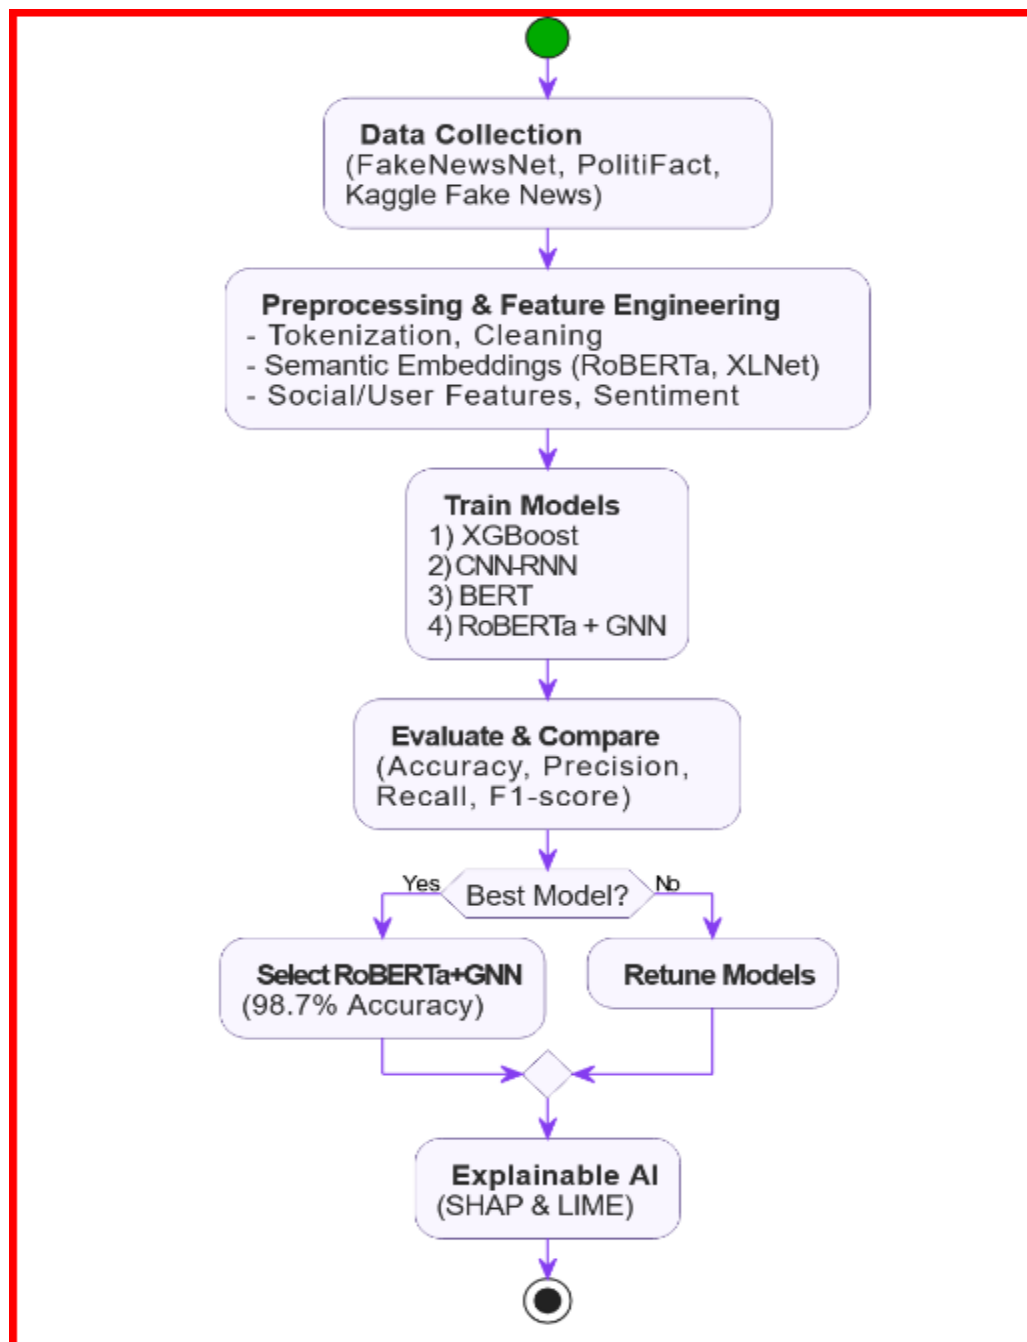 Data Collection
(FakeNewsNet, PolitiFact,
Kaggle Fake News)
Preprocessing & Feature Engineering
- Tokenization, Cleaning
- Semantic Embeddings (RoBERTa, XLNet)
- Social/User Features, Sentiment
Train Models
1) XGBoost
2) CNN-RNN
3) BERT
4) RoBERTa + GNN
Evaluate & Compare
(Accuracy, Precision,
Recall, F1-score)
Yes
Best Model?
No
Select RoBERTa+GNN
(98.7% Accuracy)
Retune Models
Explainable AI
(SHAP & LIME)